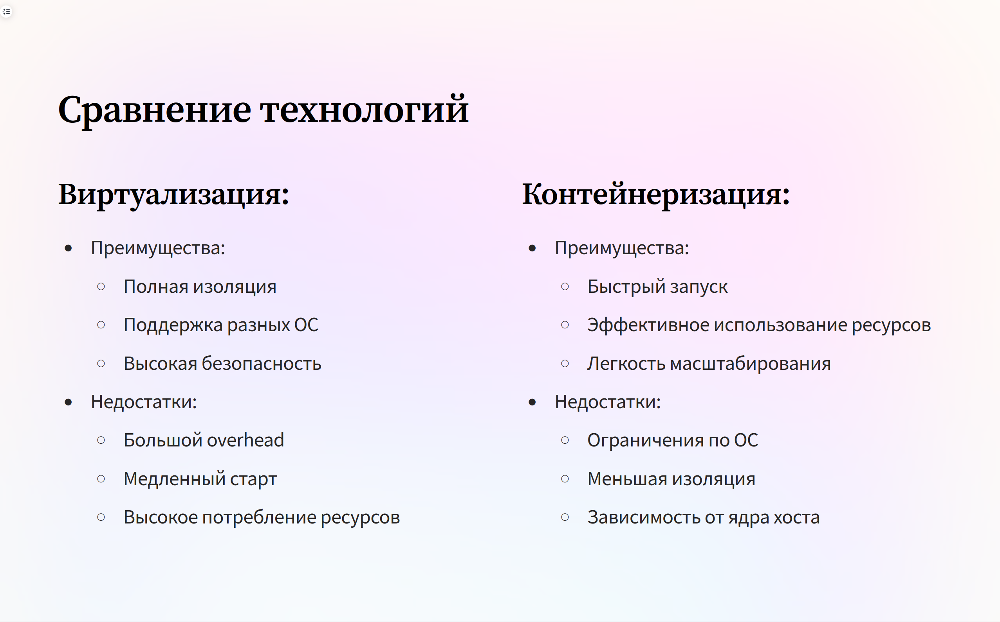 Сравнение технологий
Виртуализация:
Преимущества:
Полная изоляция
Поддержка разных ОС
Высокая безопасность
Недостатки:
Большой overhead
Медленный старт
Высокое потребление ресурсов
Контейнеризация:
Преимущества:
Быстрый запуск
Эффективное использование ресурсов
Легкость масштабирования
Недостатки:
Ограничения по ОС
Меньшая изоляция
Зависимость от ядра хоста